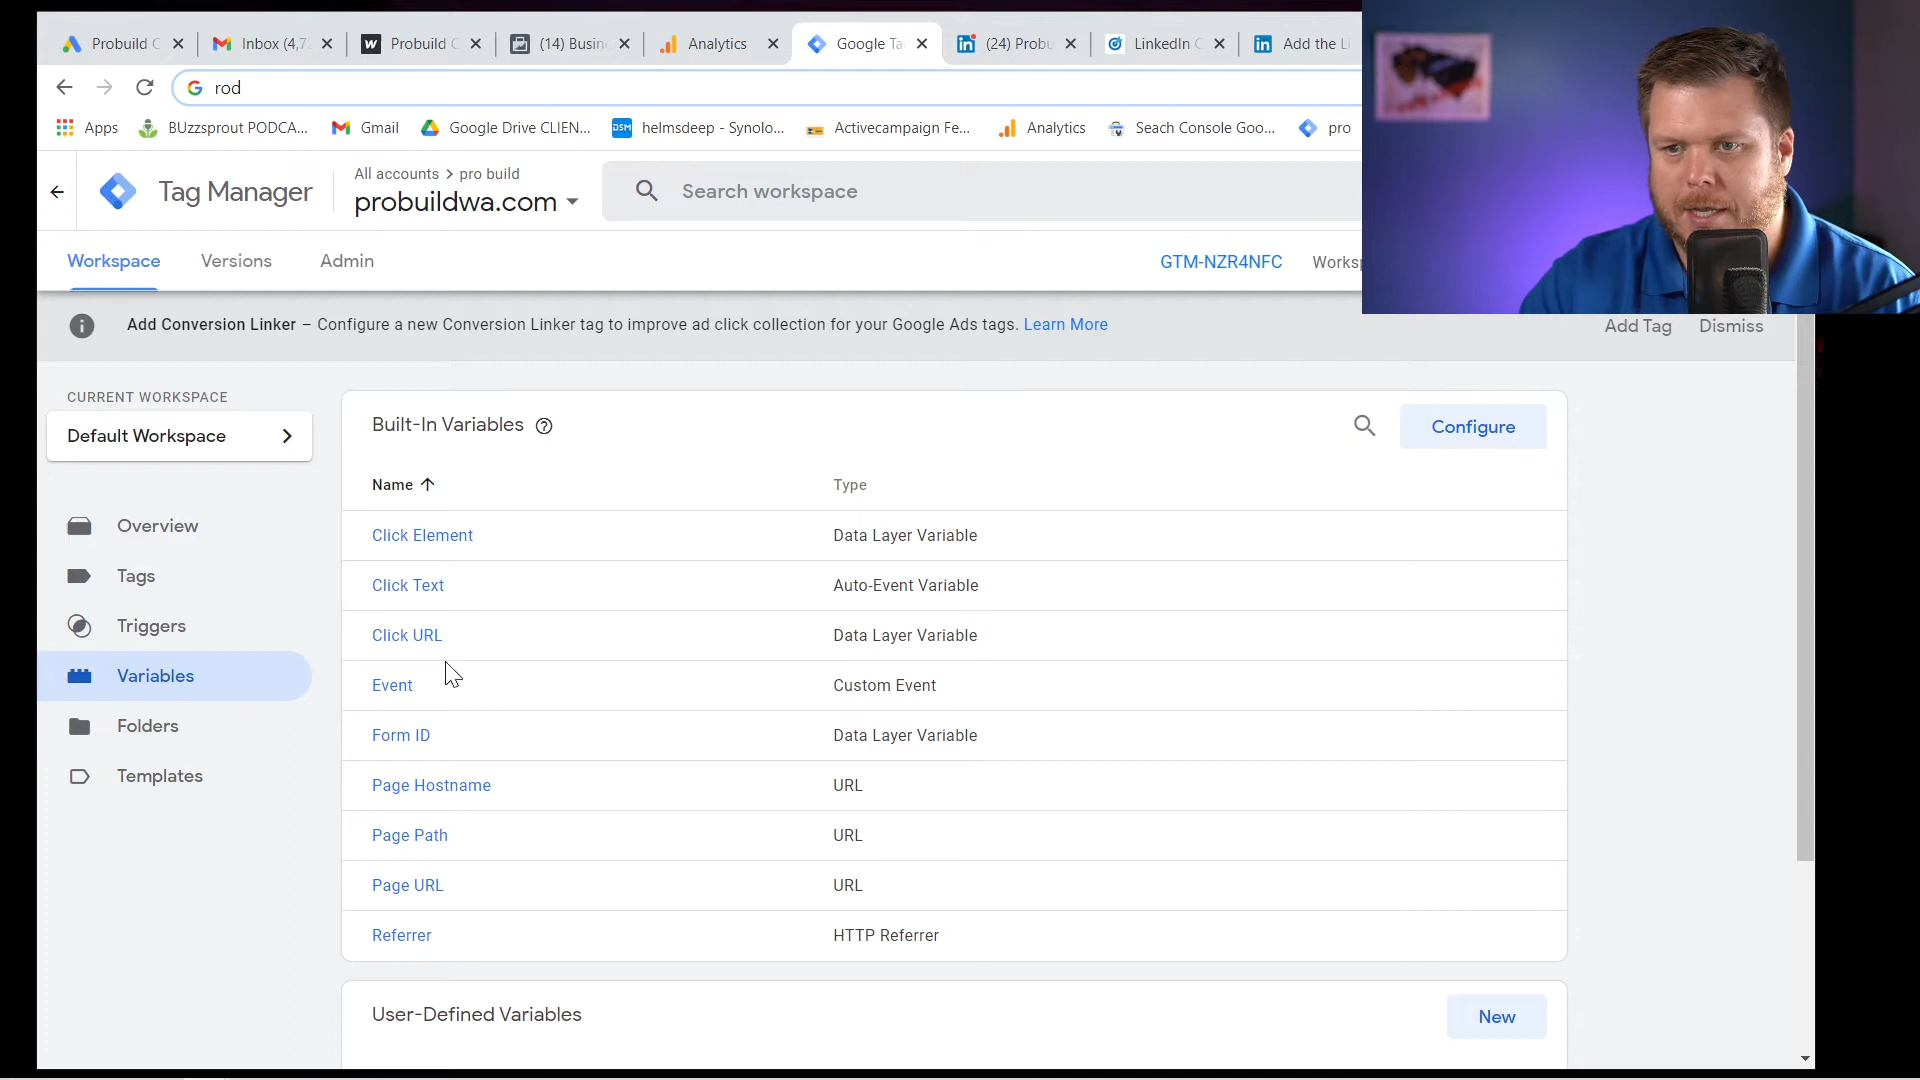 Probuild C
Inbox (4,7
Probuild C
(14) Busin
Analytics
Google Ta
(24) Probu
LinkedIn C
Add the LI
rod
Apps
BUzzsprout PODCA...
Gmail
Google Drive CLIEN...
DSM
helmsdeep - Synolo...
Activecampaign Fe...
Analytics
Seach Console Goo...
pro
Tag Manager
All accounts > pro build
probuildwa.com
Search workspace
Workspace
Versions
Admin
GTM-NZR4NFC
Worksp
Add Conversion Linker – Configure a new Conversion Linker tag to improve ad click collection for your Google Ads tags. Learn More
Add Tag
Dismiss
CURRENT WORKSPACE
Default Workspace
Overview
Tags
Triggers
Variables
Folders
Templates
Built-In Variables
Configure
Name
Type
Click Element
Data Layer Variable
Click Text
Auto-Event Variable
Click URL
Data Layer Variable
Event
Custom Event
Form ID
Data Layer Variable
Page Hostname
URL
Page Path
URL
Page URL
URL
Referrer
HTTP Referrer
User-Defined Variables
New